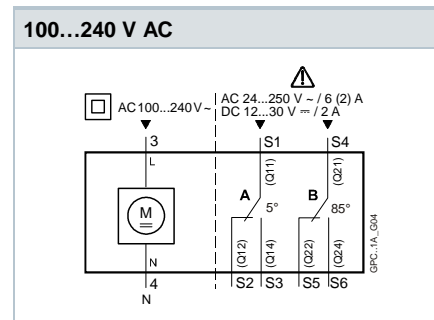 100...240 V AC
AC 100...240 V ~
AC 24...250 V ~ / 6 (2) A
DC 12...30 V ⎓ / 2 A
3
S1
S4
L
(Q11)
(Q21)
A
5°
B
85°
M
N
(Q12)
(Q14)
(Q22)
(Q24)
4
S2
S3
S5
S6
N
GPC..1A_G04